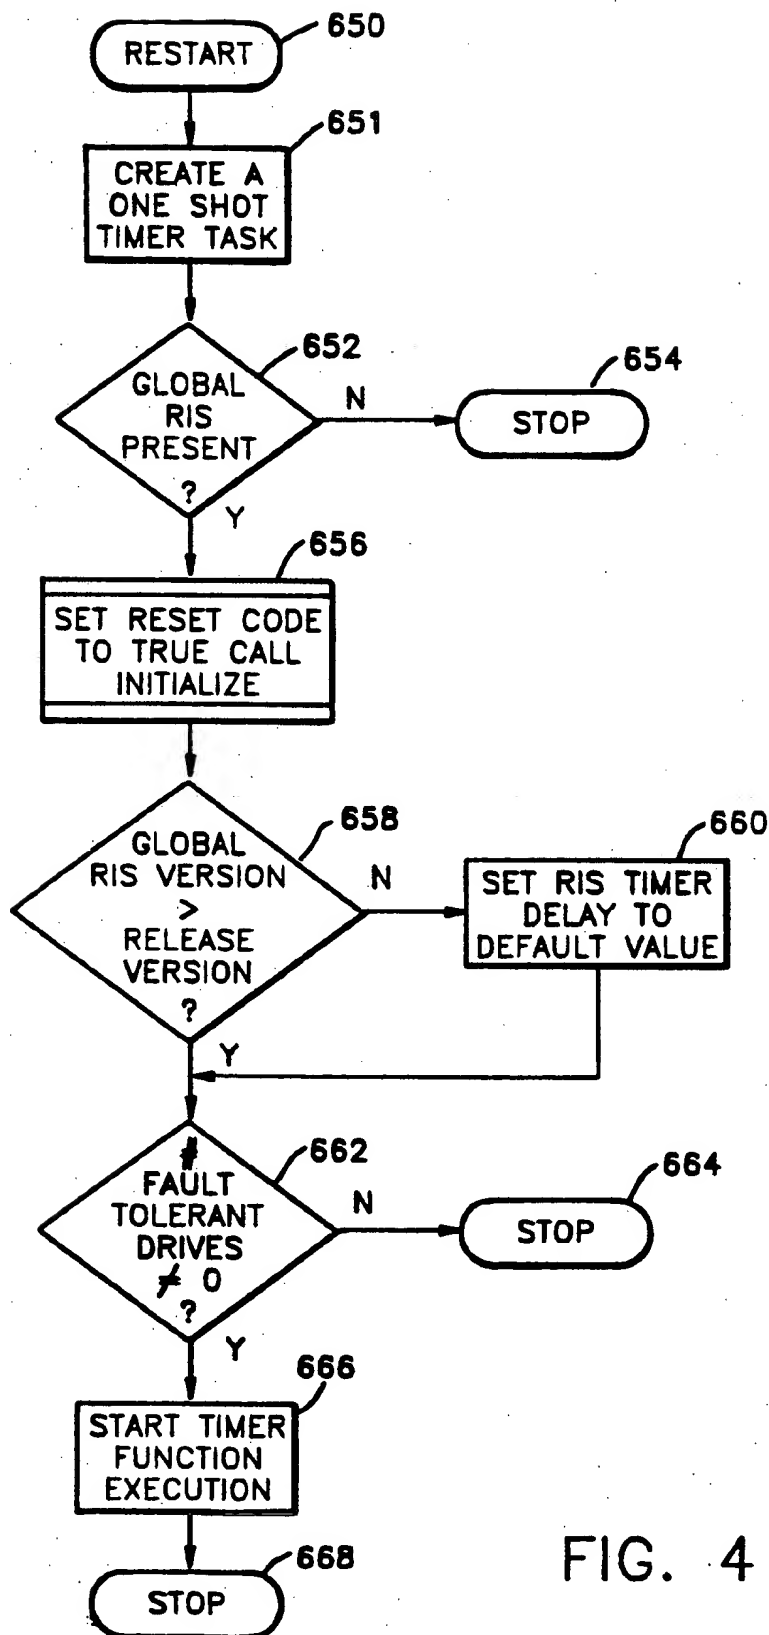 650
RESTART
651
CREATE A
ONE SHOT
TIMER TASK
652
GLOBAL
RIS
PRESENT
?
N
654
STOP
Y
656
SET RESET CODE
TO TRUE CALL
INITIALIZE
658
GLOBAL
RIS VERSION
>
RELEASE
VERSION
?
N
660
SET RIS TIMER
DELAY TO
DEFAULT VALUE
Y
662
#
FAULT
TOLERANT
DRIVES
≠ 0
?
N
664
STOP
Y
666
START TIMER
FUNCTION
EXECUTION
668
STOP
FIG. 4